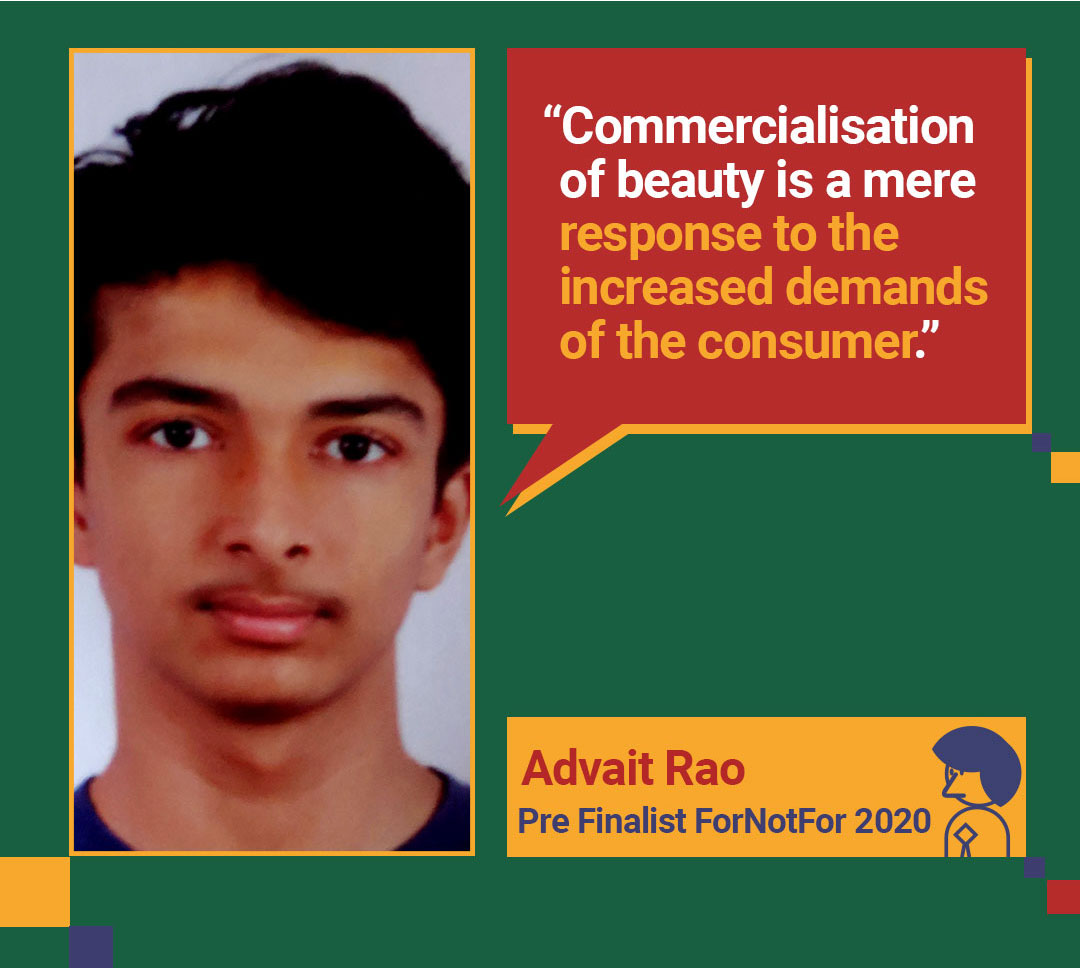 “Commercialisation
of beauty is a mere
response to the
increased demands
of the consumer.”
Advait Rao
Pre Finalist ForNotFor 2020